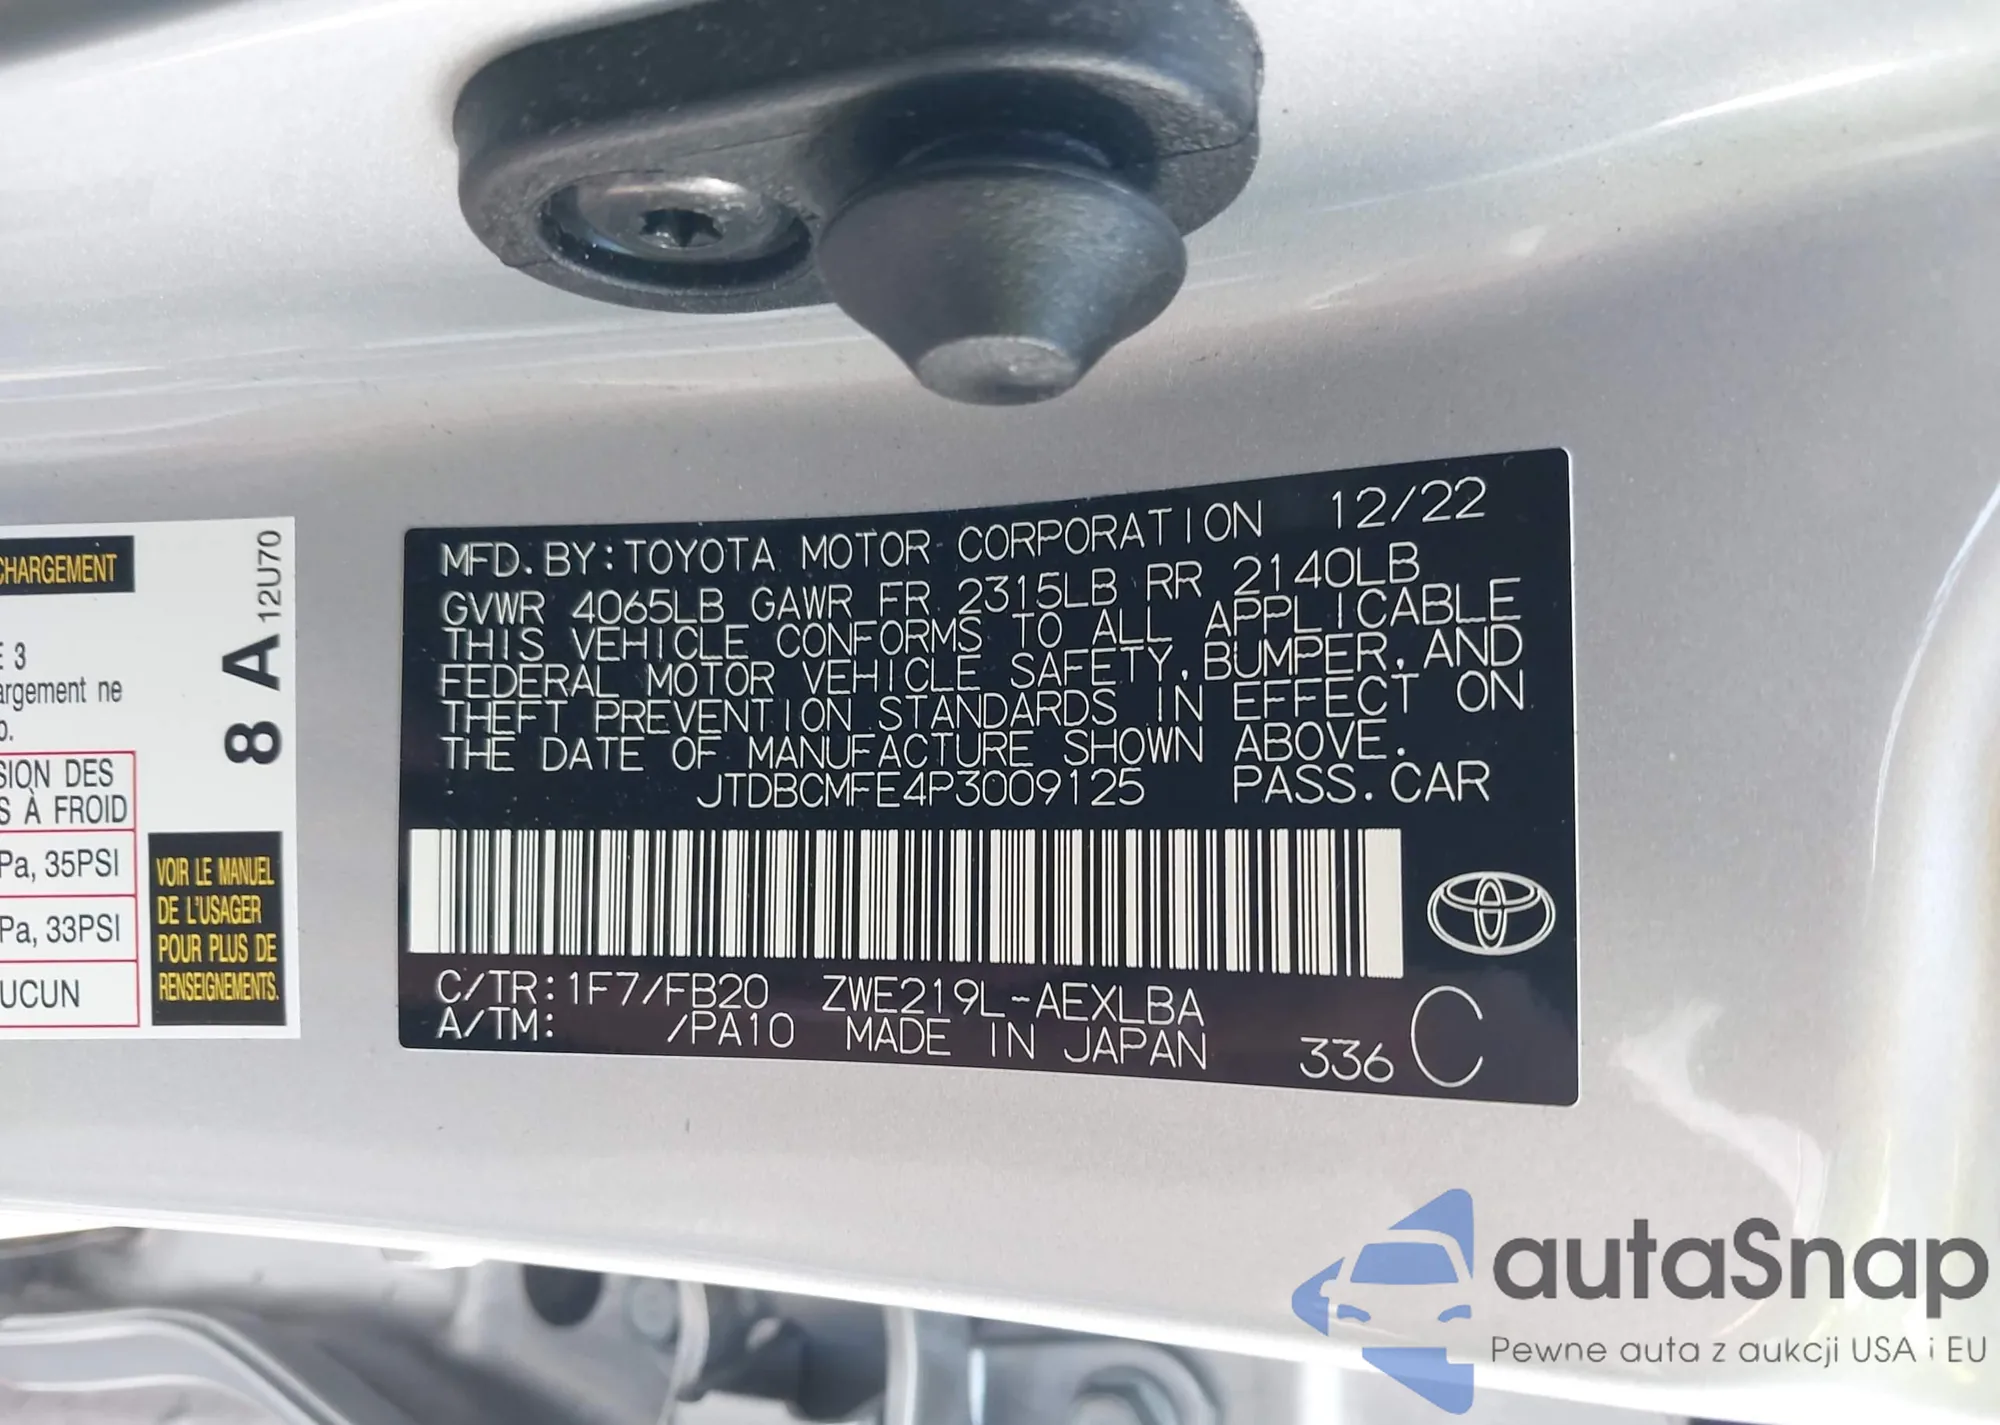 CHARGEMENT
E 3
argement ne
o.
SION DES
S À FROID
Pa, 35PSI
Pa, 33PSI
UCUN
8 A 12U70
VOIR LE MANUEL
DE L'USAGER
POUR PLUS DE
RENSEIGNEMENTS.
MFD. BY: TOYOTA MOTOR CORPORATION 12/22
GVWR 4065LB GAWR FR 2315LB RR 2140LB
THIS VEHICLE CONFORMS TO ALL APPLICABLE
FEDERAL MOTOR VEHICLE SAFETY, BUMPER, AND
THEFT PREVENTION STANDARDS IN EFFECT ON
THE DATE OF MANUFACTURE SHOWN ABOVE.
JTDBCMFE4P3009125 PASS. CAR
C/TR: 1F7/FB20 ZWE219L-AEXLBA
A/TM: /PA10 MADE IN JAPAN 336 C
autaSnap
Pewne auta z aukcji USA i EU